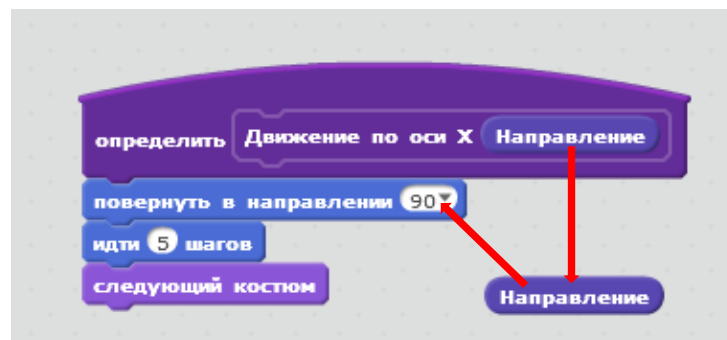 определить Движение по оси X Направление
повернуть в направлении 90
идти 5 шагов
следующий костюм
Направление